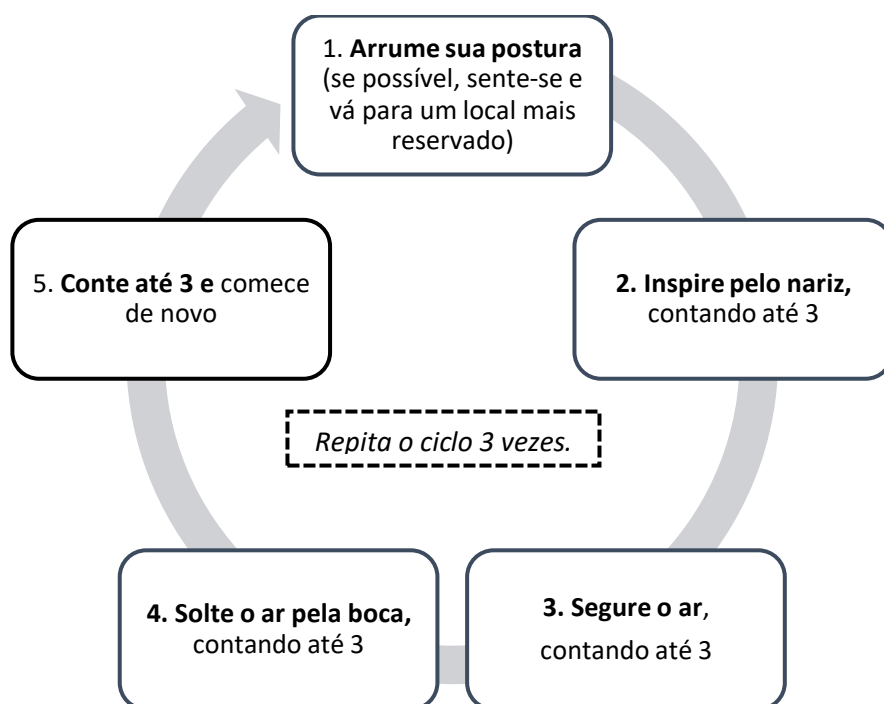 1. Arrume sua postura
(se possível, sente-se e
vá para um local mais
reservado)
2. Inspire pelo nariz,
contando até 3
3. Segure o ar,
contando até 3
4. Solte o ar pela boca,
contando até 3
5. Conte até 3 e comece
de novo
Repita o ciclo 3 vezes.